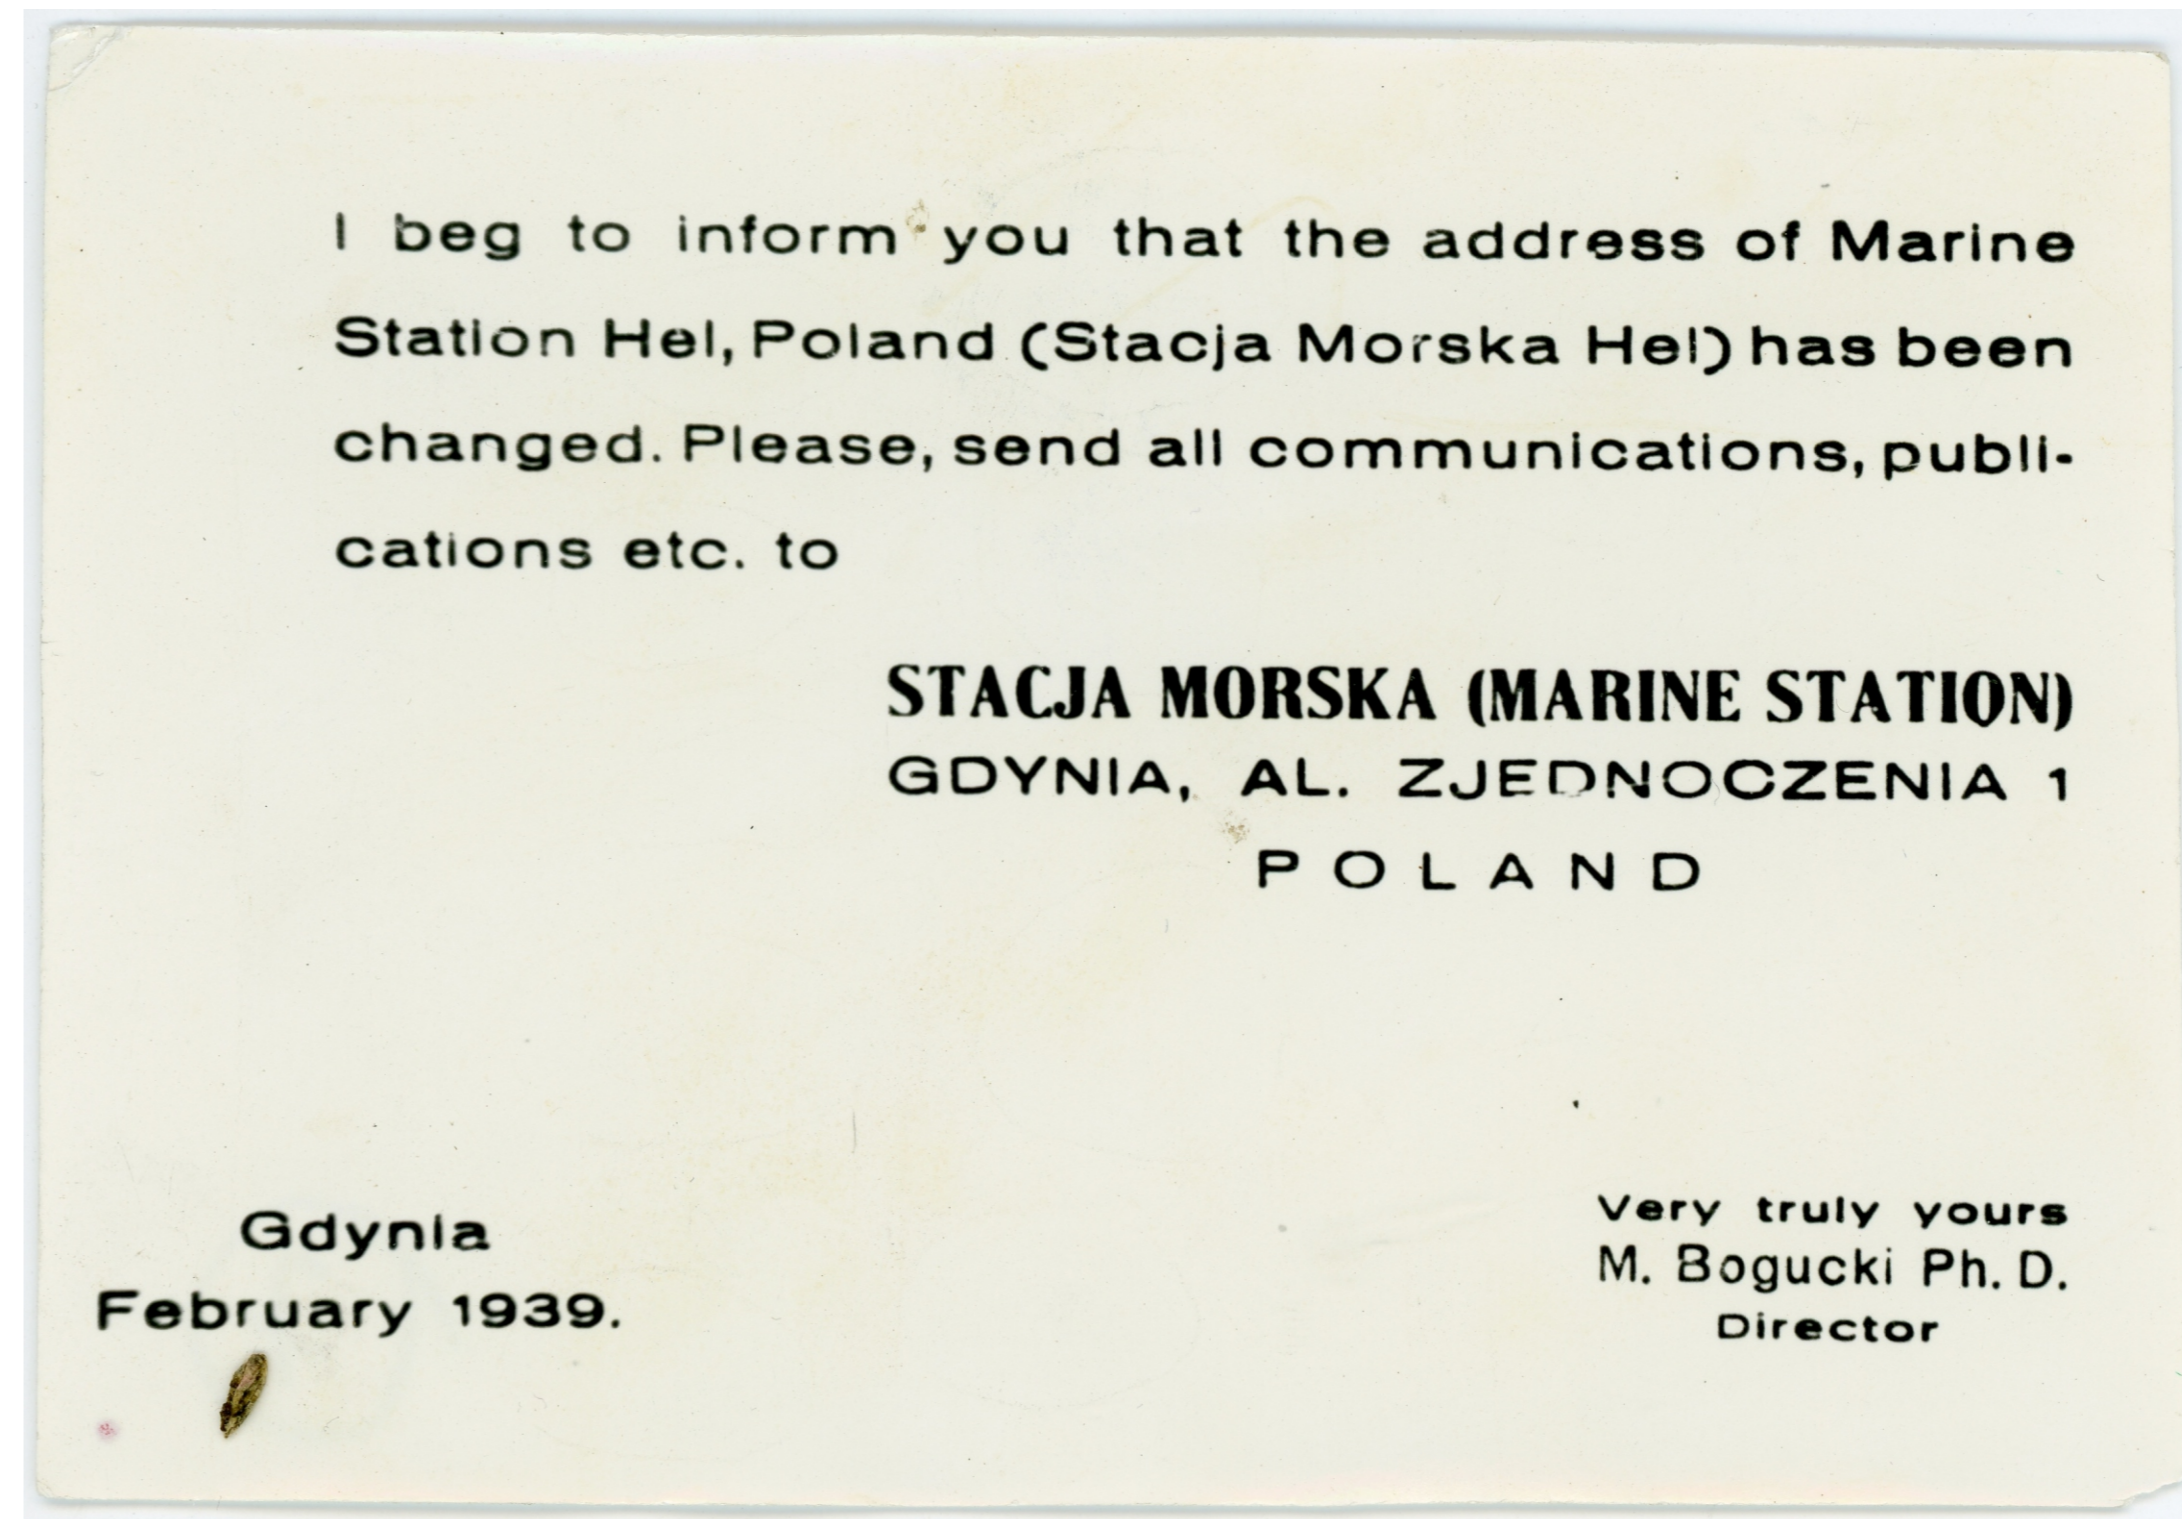 I beg to inform you that the address of Marine
Station Hel, Poland (Stacja Morska Hel) has been
changed. Please, send all communications, publi-
cations etc. to
STACJA MORSKA (MARINE STATION)
GDYNIA, AL. ZJEDNOCZENIA 1
POLAND
Gdynia
February 1939.
Very truly yours
M. Bogucki Ph. D.
Director